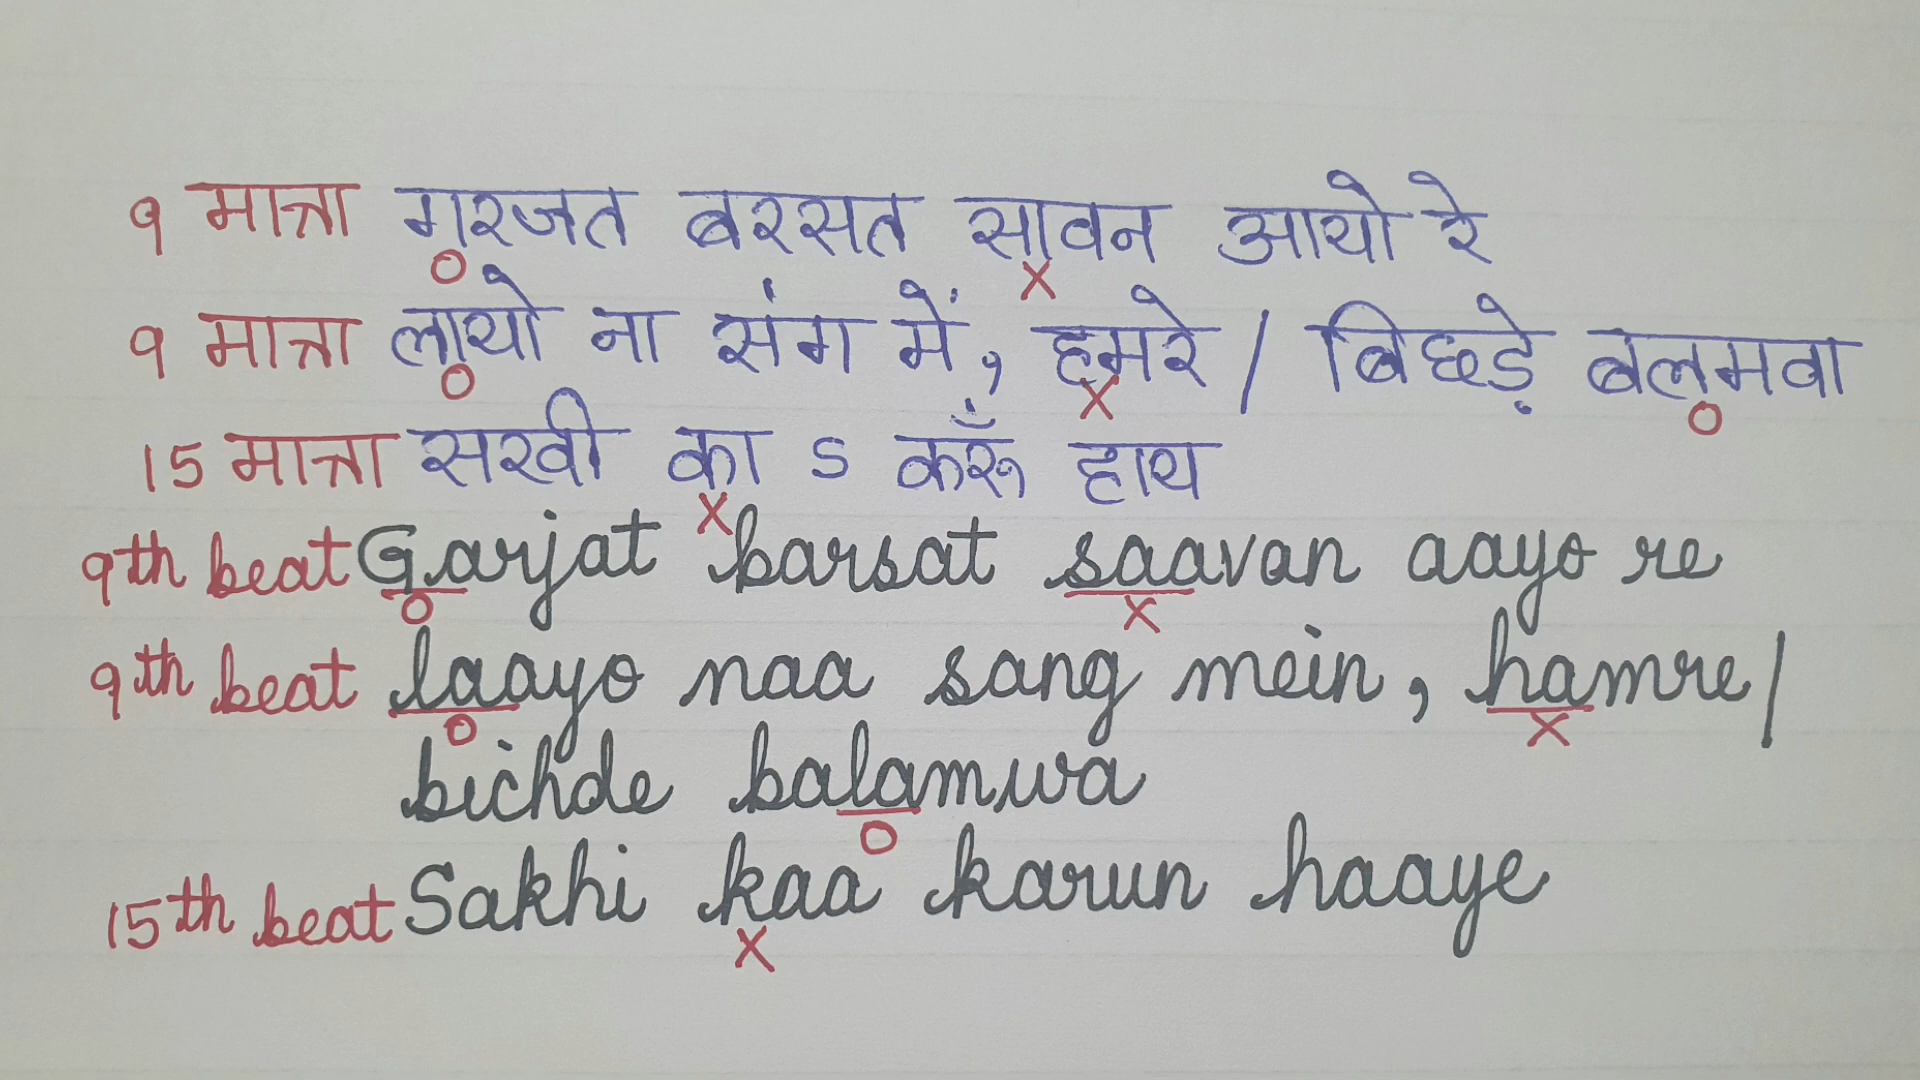 9 मात्रा गरजत बरसत सावन आयो रे
o x
9 मात्रा लायो ना संग में, हमरे / बिछड़े बलमवा
o x o
15 मात्रा सखी का ऽ करूँ हाय
x
9th beat Garjat barsat saavan aayo re
o x
9th beat laayo naa sang mein, hamre /
o x
bichde balamwa
o
15th beat Sakhi kaa karun haaye
x